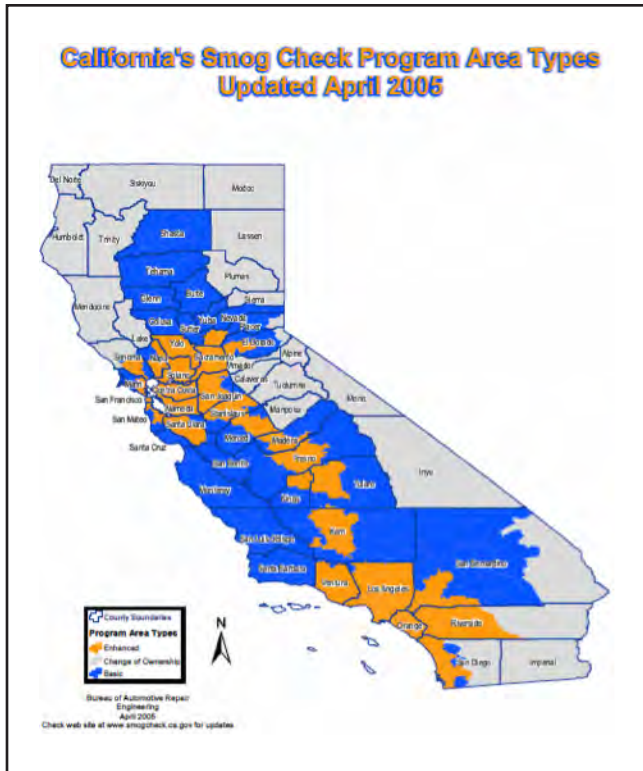 California's Smog Check Program Area Types
Updated April 2005
Del Norte
Siskiyou
Modoc
Humboldt
Trinity
Shasta
Lassen
Tehama
Plumas
Mendocino
Glenn
Butte
Sierra
Colusa
Sutter
Yuba
Nevada
Placer
Lake
El Dorado
Sonoma
Napa
Yolo
Sacramento
Amador
Alpine
Marin
Solano
Calaveras
Tuolumne
Mono
San Francisco
Contra Costa
San Joaquin
San Mateo
Alameda
Stanislaus
Mariposa
Santa Clara
Santa Cruz
Merced
Madera
San Benito
Fresno
Inyo
Monterey
Kings
Tulare
San Luis Obispo
Kern
San Bernardino
Santa Barbara
Ventura
Los Angeles
Orange
Riverside
San Diego
Imperial
County Boundaries
Program Area Types
Enhanced
Change of Ownership
Basic
N
Bureau of Automotive Repair
Engineering
April 2005
Check web site at www.smogcheck.ca.gov for updates